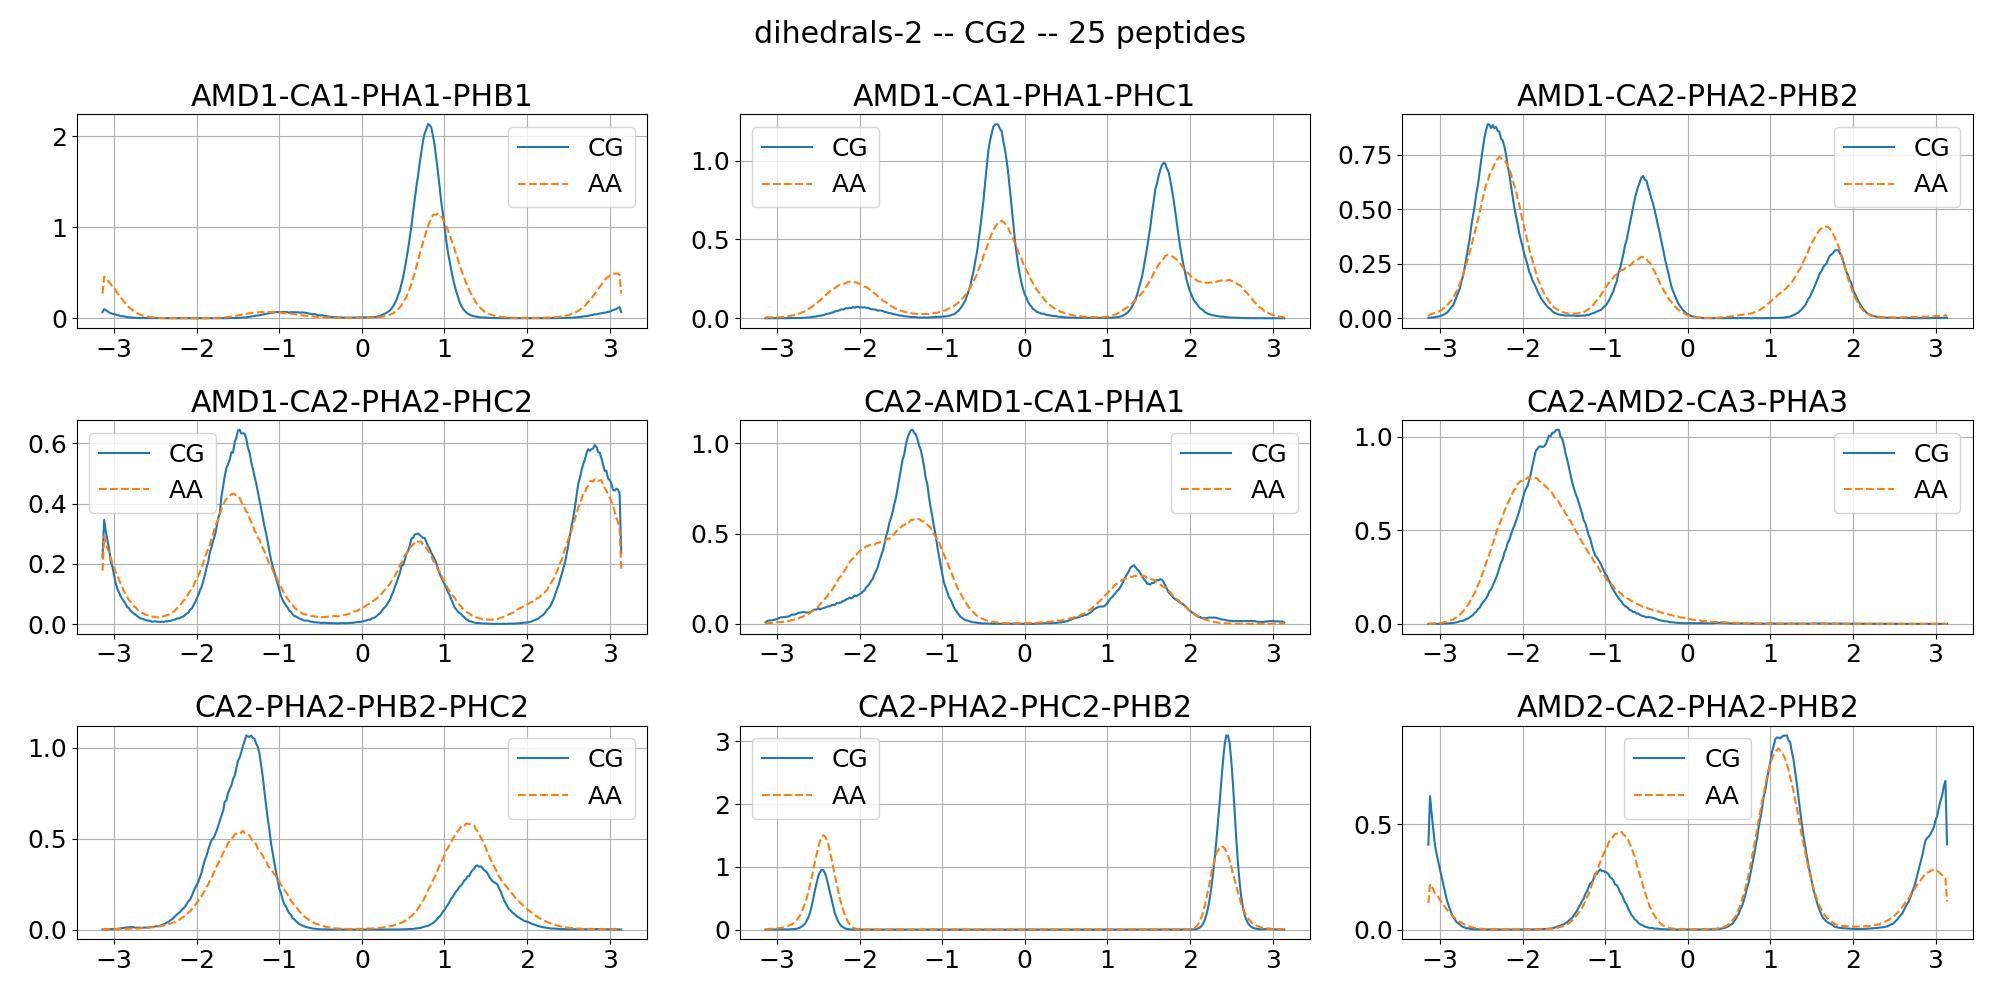 dihedrals-2 -- CG2 -- 25 peptides
AMD1-CA1-PHA1-PHB1
2
1
0
CG
AA
−3 −2 −1 0 1 2 3
AMD1-CA1-PHA1-PHC1
1.0
0.5
0.0
CG
AA
−3 −2 −1 0 1 2 3
AMD1-CA2-PHA2-PHB2
0.75
0.50
0.25
0.00
CG
AA
−3 −2 −1 0 1 2 3
AMD1-CA2-PHA2-PHC2
0.6
0.4
0.2
0.0
CG
AA
−3 −2 −1 0 1 2 3
CA2-AMD1-CA1-PHA1
1.0
0.5
0.0
CG
AA
−3 −2 −1 0 1 2 3
CA2-AMD2-CA3-PHA3
1.0
0.5
0.0
CG
AA
−3 −2 −1 0 1 2 3
CA2-PHA2-PHB2-PHC2
1.0
0.5
0.0
CG
AA
−3 −2 −1 0 1 2 3
CA2-PHA2-PHC2-PHB2
3
2
1
0
CG
AA
−3 −2 −1 0 1 2 3
AMD2-CA2-PHA2-PHB2
0.5
0.0
CG
AA
−3 −2 −1 0 1 2 3